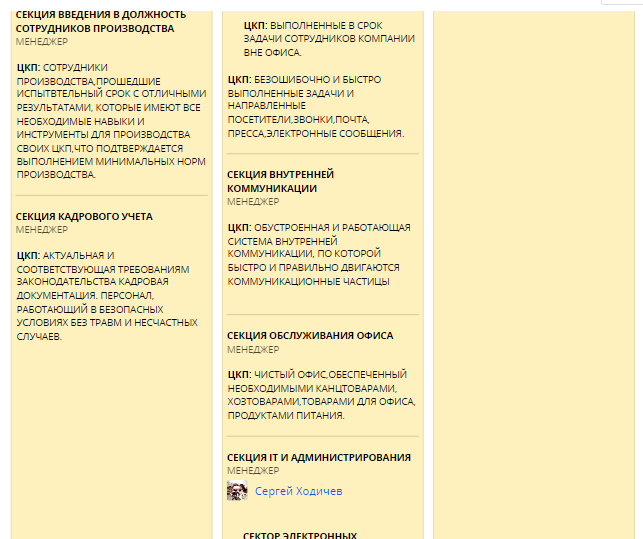 СЕКЦИЯ ВВЕДЕНИЯ В ДОЛЖНОСТЬ
СОТРУДНИКОВ ПРОИЗВОДСТВА
МЕНЕДЖЕР
ЦКП: СОТРУДНИКИ
ПРОИЗВОДСТВА,ПРОШЕДШИЕ
ИСПЫТВТЕЛЬНЫЙ СРОК С ОТЛИЧНЫМИ
РЕЗУЛЬТАТАМИ, КОТОРЫЕ ИМЕЮТ ВСЕ
НЕОБХОДИМЫЕ НАВЫКИ И
ИНСТРУМЕНТЫ ДЛЯ ПРОИЗВОДСТВА
СВОИХ ЦКП,ЧТО ПОДТВЕРЖДАЕТСЯ
ВЫПОЛНЕНИЕМ МИНИМАЛЬНЫХ НОРМ
ПРОИЗВОДСТВА.
СЕКЦИЯ КАДРОВОГО УЧЕТА
МЕНЕДЖЕР
ЦКП: АКТУАЛЬНАЯ И
СООТВЕТСТВУЮЩАЯ ТРЕБОВАНИЯМ
ЗАКОНОДАТЕЛЬСТВА КАДРОВАЯ
ДОКУМЕНТАЦИЯ. ПЕРСОНАЛ,
РАБОТАЮЩИЙ В БЕЗОПАСНЫХ
УСЛОВИЯХ БЕЗ ТРАВМ И НЕСЧАСТНЫХ
СЛУЧАЕВ.
ЦКП: ВЫПОЛНЕННЫЕ В СРОК
ЗАДАЧИ СОТРУДНИКОВ КОМПАНИИ
ВНЕ ОФИСА.
ЦКП: БЕЗОШИБОЧНО И БЫСТРО
ВЫПОЛНЕННЫЕ ЗАДАЧИ И
НАПРАВЛЕННЫЕ
ПОСЕТИТЕЛИ,ЗВОНКИ,ПОЧТА,
ПРЕССА,ЭЛЕКТРОННЫЕ СООБЩЕНИЯ.
СЕКЦИЯ ВНУТРЕННЕЙ
КОММУНИКАЦИИ
МЕНЕДЖЕР
ЦКП: ОБУСТРОЕННАЯ И РАБОТАЮЩАЯ
СИСТЕМА ВНУТРЕННЕЙ
КОММУНИКАЦИИ, ПО КОТОРОЙ
БЫСТРО И ПРАВИЛЬНО ДВИГАЮТСЯ
КОММУНИКАЦИОННЫЕ ЧАСТИЦЫ
СЕКЦИЯ ОБСЛУЖИВАНИЯ ОФИСА
МЕНЕДЖЕР
ЦКП: ЧИСТЫЙ ОФИС,ОБЕСПЕЧЕННЫЙ
НЕОБХОДИМЫМИ КАНЦТОВАРАМИ,
ХОЗТОВАРАМИ,ТОВАРАМИ ДЛЯ ОФИСА,
ПРОДУКТАМИ ПИТАНИЯ.
СЕКЦИЯ IT И АДМИНИСТРИРОВАНИЯ
МЕНЕДЖЕР
Сергей Ходичев
СЕКТОР ЭЛЕКТРОННЫХ